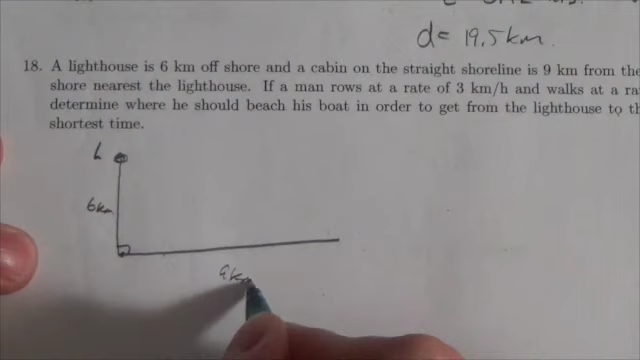 d= 19.5km
18. A lighthouse is 6 km off shore and a cabin on the straight shoreline is 9 km from the
shore nearest the lighthouse. If a man rows at a rate of 3 km/h and walks at a ra
determine where he should beach his boat in order to get from the lighthouse to th
shortest time.
L
6km
9km